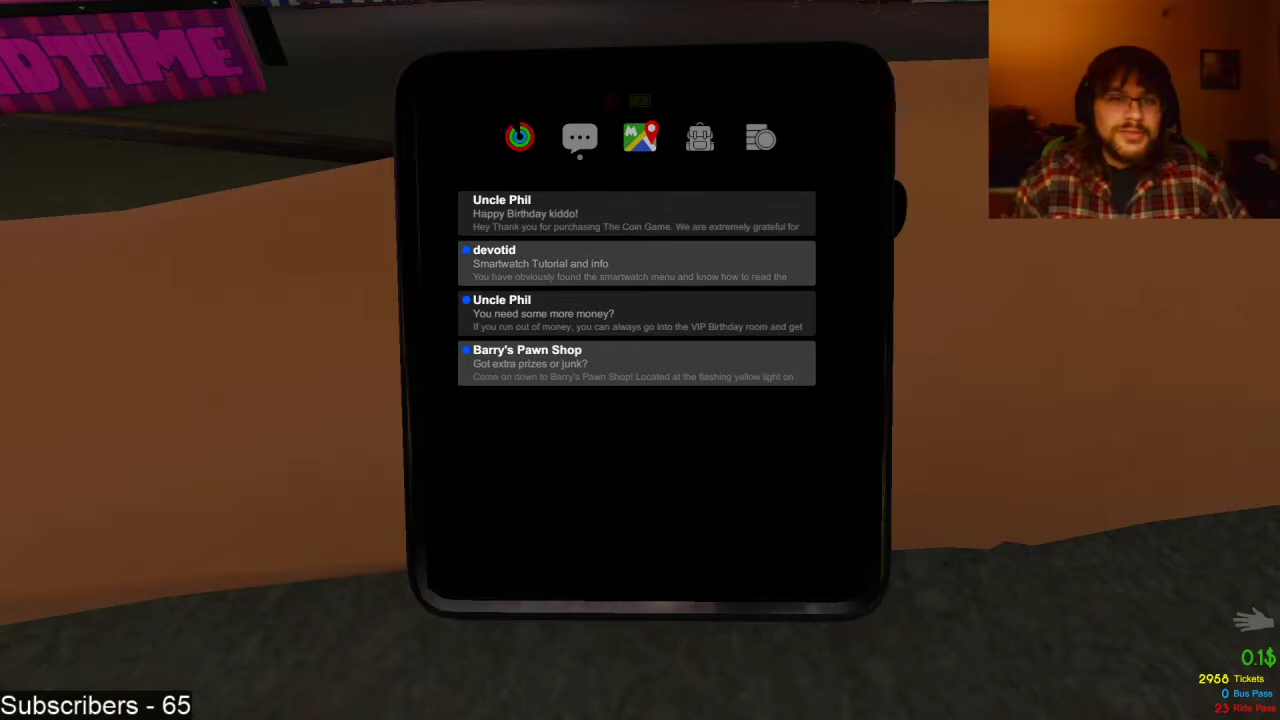 DTIME
Uncle Phil
Happy Birthday kiddo!
Hey Thank you for purchasing The Coin Game. We are extremely grateful for
devotid
Smartwatch Tutorial and info
You have obviously found the smartwatch menu and know how to read the
Uncle Phil
You need some more money?
If you run out of money, you can always go into the VIP Birthday room and get
Barry's Pawn Shop
Got extra prizes or junk?
Come on down to Barry's Pawn Shop! Located at the flashing yellow light on
0.1$
2958 Tickets
0 Bus Pass
23 Ride Pass
Subscribers - 65